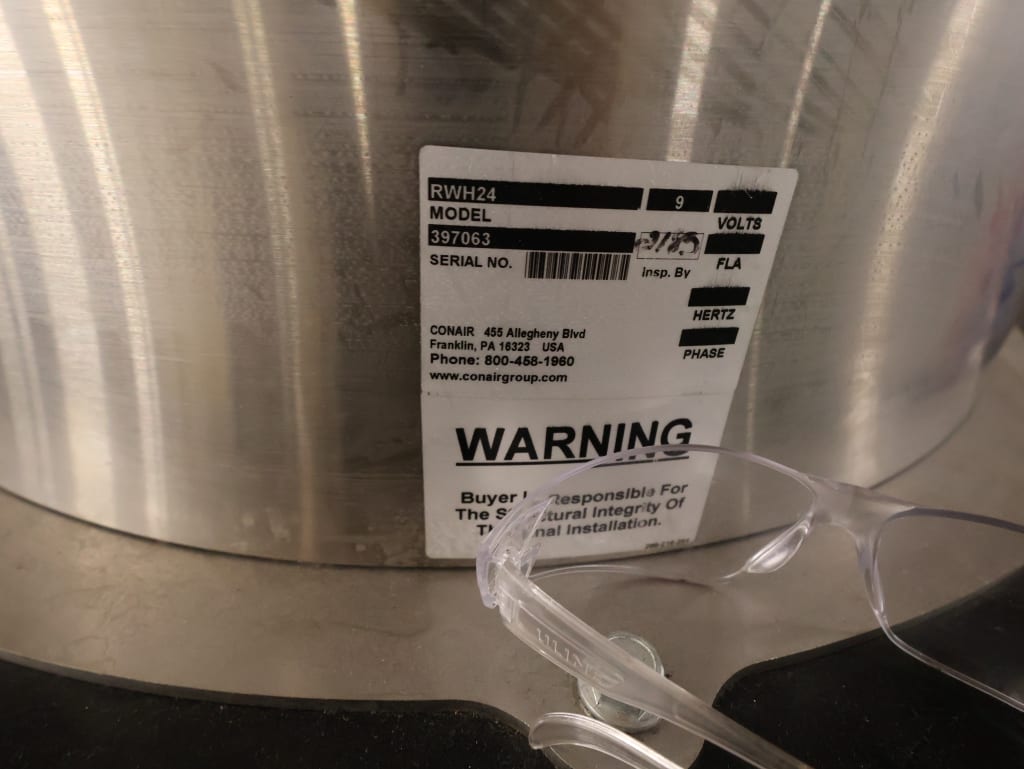 RWH24 9
MODEL VOLTS
397063
SERIAL NO. Insp. By FLA
HERTZ
PHASE
CONAIR 455 Allegheny Blvd
Franklin, PA 16323 USA
Phone: 800-458-1960
www.conairgroup.com
WARNING
Buyer Responsible For
The Structural Integrity Of
Installation.